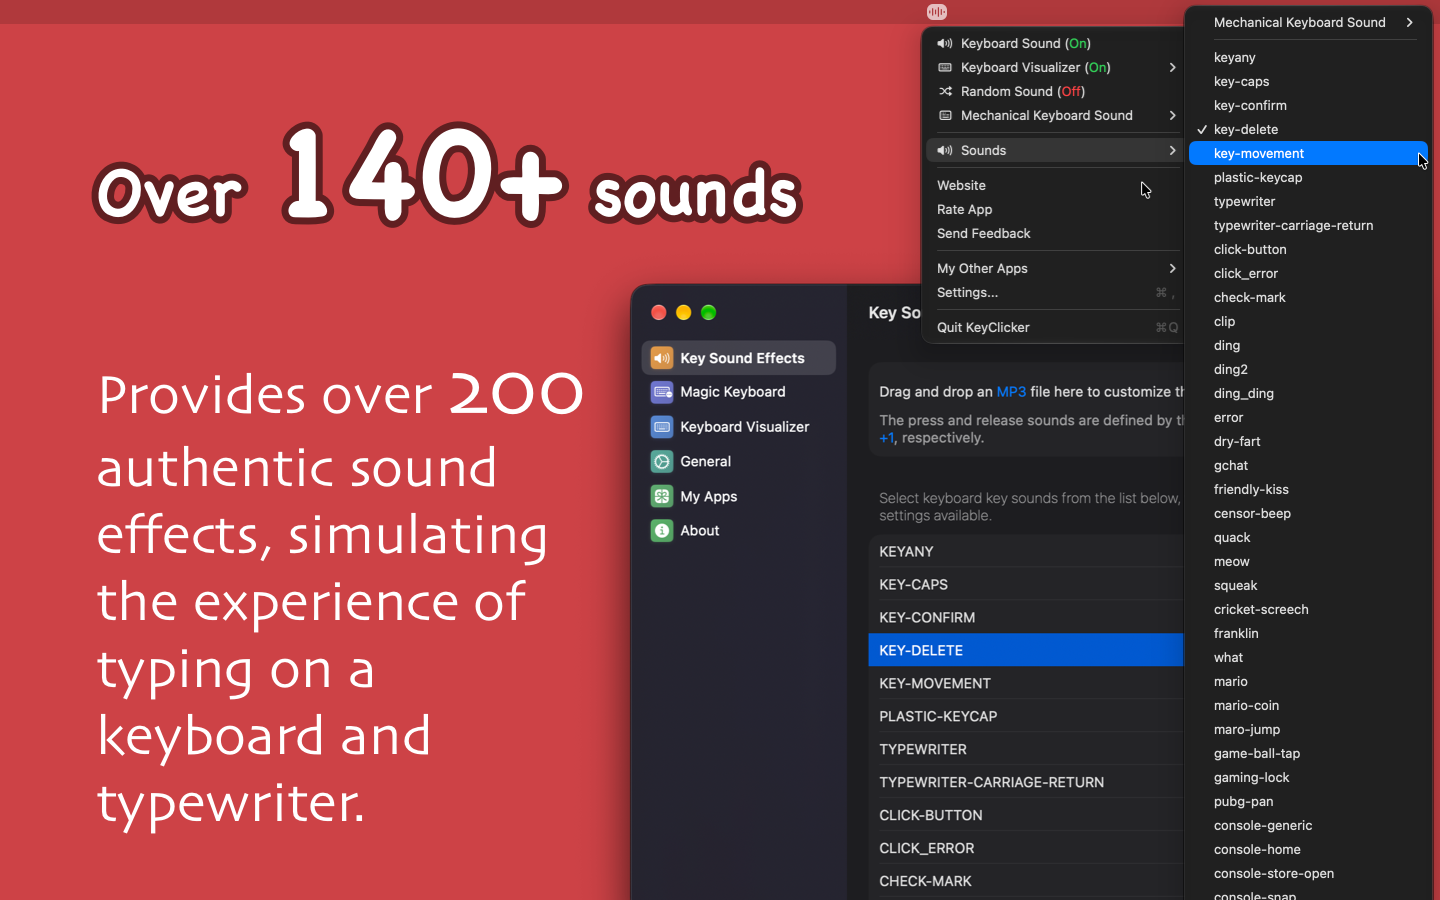 Over 140+ sounds
Provides over 200
authentic sound
effects, simulating
the experience of
typing on a
keyboard and
typewriter.
Keyboard Sound (On)
Keyboard Visualizer (On)
Random Sound (Off)
Mechanical Keyboard Sound
Sounds
Website
Rate App
Send Feedback
My Other Apps
Settings... ⌘ ,
Quit KeyClicker ⌘Q
Mechanical Keyboard Sound
keyany
key-caps
key-confirm
key-delete
key-movement
plastic-keycap
typewriter
typewriter-carriage-return
click-button
click_error
check-mark
clip
ding
ding2
ding_ding
error
dry-fart
gchat
friendly-kiss
censor-beep
quack
meow
squeak
cricket-screech
franklin
what
mario
mario-coin
maro-jump
game-ball-tap
gaming-lock
pubg-pan
console-generic
console-home
console-store-open
console-snap
Key Sound Effects
Magic Keyboard
Keyboard Visualizer
General
My Apps
About
Key So
Drag and drop an MP3 file here to customize th
The press and release sounds are defined by th
+1, respectively.
Select keyboard key sounds from the list below,
settings available.
KEYANY
KEY-CAPS
KEY-CONFIRM
KEY-DELETE
KEY-MOVEMENT
PLASTIC-KEYCAP
TYPEWRITER
TYPEWRITER-CARRIAGE-RETURN
CLICK-BUTTON
CLICK_ERROR
CHECK-MARK